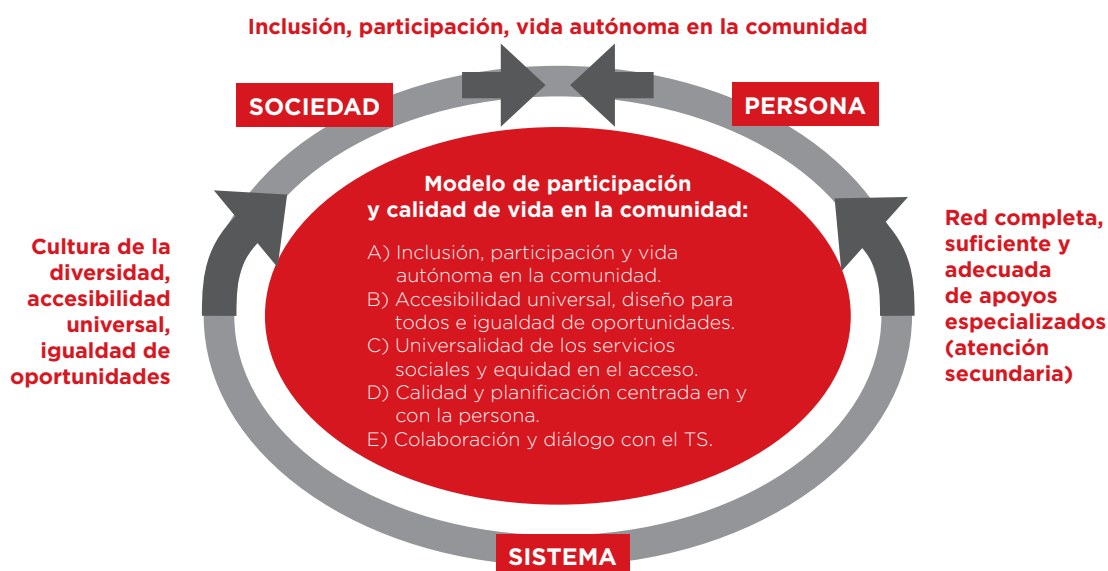 Inclusión, participación, vida autónoma en la comunidad
SOCIEDAD
PERSONA
Modelo de participación
y calidad de vida en la comunidad:
A) Inclusión, participación y vida
autónoma en la comunidad.
B) Accesibilidad universal, diseño para
todos e igualdad de oportunidades.
C) Universalidad de los servicios
sociales y equidad en el acceso.
D) Calidad y planificación centrada en y
con la persona.
E) Colaboración y diálogo con el TS.
Cultura de la
diversidad,
accesibilidad
universal,
igualdad de
oportunidades
Red completa,
suficiente y
adecuada
de apoyos
especializados
(atención
secundaria)
SISTEMA